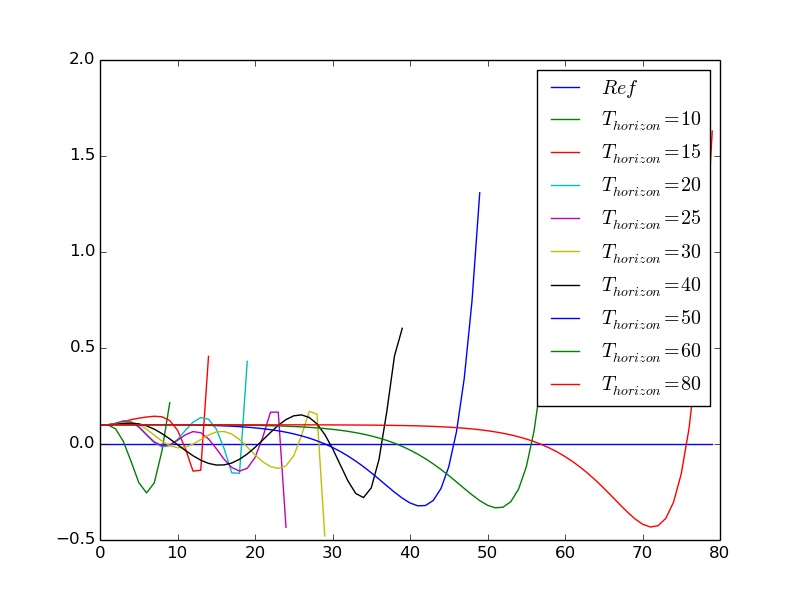 2.0
1.5
1.0
0.5
0.0
−0.5
0 10 20 30 40 50 60 70 80
Ref
T_horizon = 10
T_horizon = 15
T_horizon = 20
T_horizon = 25
T_horizon = 30
T_horizon = 40
T_horizon = 50
T_horizon = 60
T_horizon = 80